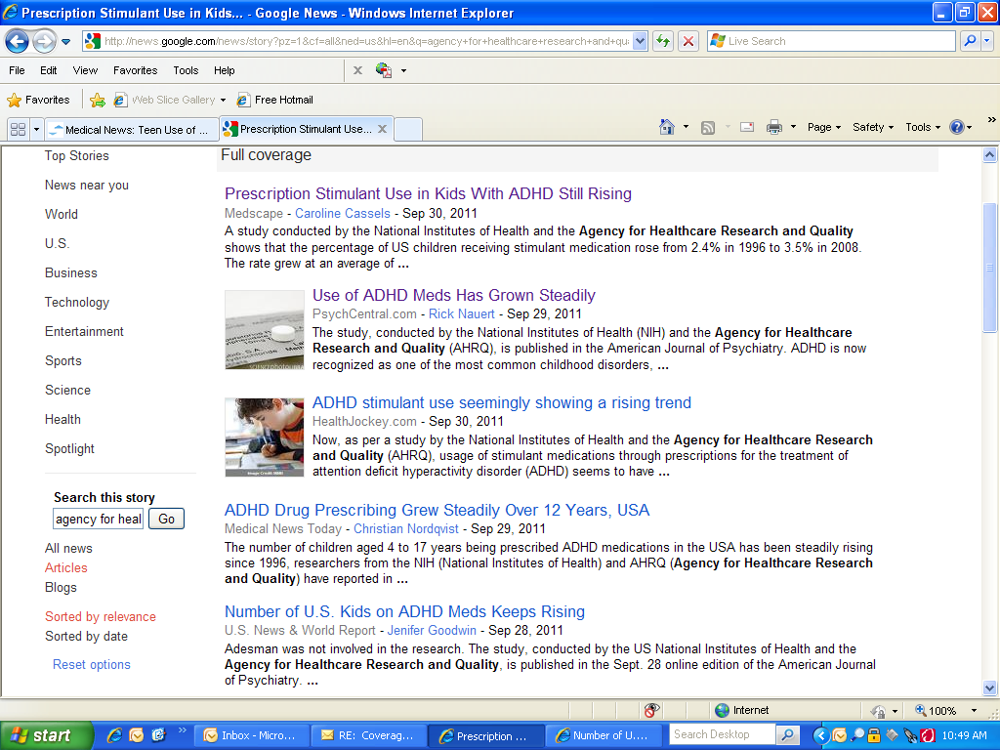 Prescription Stimulant Use in Kids... - Google News - Windows Internet Explorer
http://news.google.com/news/story?pz=1&cf=all&ned=us&hl=en&q=agency+for+healthcare+research+and+qu
Live Search
File Edit View Favorites Tools Help
x
Favorites Web Slice Gallery Free Hotmail
Medical News: Teen Use of ... Prescription Stimulant Use... x Page Safety Tools »
Top Stories
News near you
World
U.S.
Business
Technology
Entertainment
Sports
Science
Health
Spotlight
Search this story
agency for heal Go
All news
Articles
Blogs
Sorted by relevance
Sorted by date
Reset options
Full coverage
Prescription Stimulant Use in Kids With ADHD Still Rising
Medscape - Caroline Cassels - Sep 30, 2011
A study conducted by the National Institutes of Health and the Agency for Healthcare Research and Quality
shows that the percentage of US children receiving stimulant medication rose from 2.4% in 1996 to 3.5% in 2008.
The rate grew at an average of ...
Use of ADHD Meds Has Grown Steadily
PsychCentral.com - Rick Nauert - Sep 29, 2011
The study, conducted by the National Institutes of Health (NIH) and the Agency for Healthcare
Research and Quality (AHRQ), is published in the American Journal of Psychiatry. ADHD is now
recognized as one of the most common childhood disorders, ...
ADHD stimulant use seemingly showing a rising trend
HealthJockey.com - Sep 30, 2011
Now, as per a study by the National Institutes of Health and the Agency for Healthcare Research
and Quality (AHRQ), usage of stimulant medications through prescriptions for the treatment of
attention deficit hyperactivity disorder (ADHD) seems to have ...
ADHD Drug Prescribing Grew Steadily Over 12 Years, USA
Medical News Today - Christian Nordqvist - Sep 29, 2011
The number of children aged 4 to 17 years being prescribed ADHD medications in the USA has been steadily rising
since 1996, researchers from the NIH (National Institutes of Health) and AHRQ (Agency for Healthcare Research
and Quality) have reported in ...
Number of U.S. Kids on ADHD Meds Keeps Rising
U.S. News & World Report - Jenifer Goodwin - Sep 28, 2011
Adesman was not involved in the research. The study, conducted by the US National Institutes of Health and the
Agency for Healthcare Research and Quality, is published in the Sept. 28 online edition of the American Journal
of Psychiatry. ...
Internet 100%
start » Inbox - Micro... RE: Coverag... Prescription ... Number of U.... Search Desktop 10:49 AM